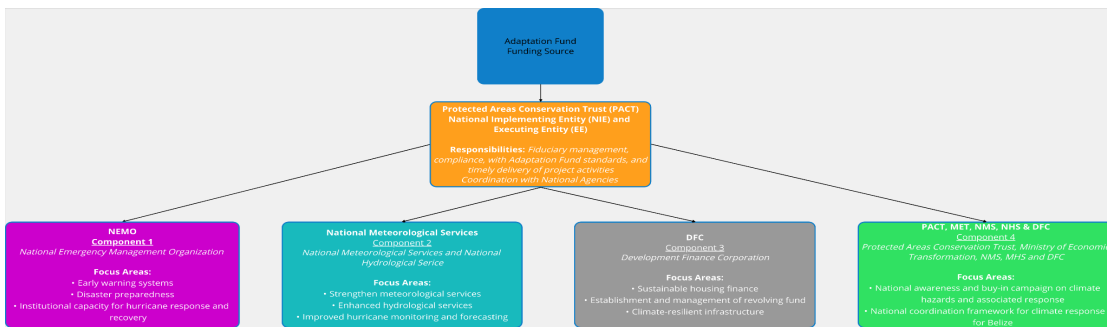 Adaptation Fund
Funding Source
Protected Areas Conservation Trust (PACT)
National Implementing Entity (NIE) and
Executing Entity (EE)
Responsibilities: Fiduciary management,
compliance, with Adaptation Fund standards, and
timely delivery of project activities
Coordination with National Agencies
NEMO
Component 1
National Emergency Management Organization
Focus Areas:
• Early warning systems
• Disaster preparedness
• Institutional capacity for hurricane response and
recovery
National Meteorological Services
Component 2
National Meteorological Services and National
Hydrological Serice
Focus Areas:
• Strengthen meteorological services
• Enhanced hydrological services
• Improved hurricane monitoring and forecasting
DFC
Component 3
Development Finance Corporation
Focus Areas:
• Sustainable housing finance
• Establishment and management of revolving fund
• Climate-resilient infrastructure
PACT, MET, NMS, NHS & DFC
Component 4
Protected Areas Conservation Trust, Ministry of Economic
Transformation, NMS, MHS and DFC
Focus Areas:
• National awareness and buy-in campaign on climate
hazards and associated response
• National coordination framework for climate response
for Belize